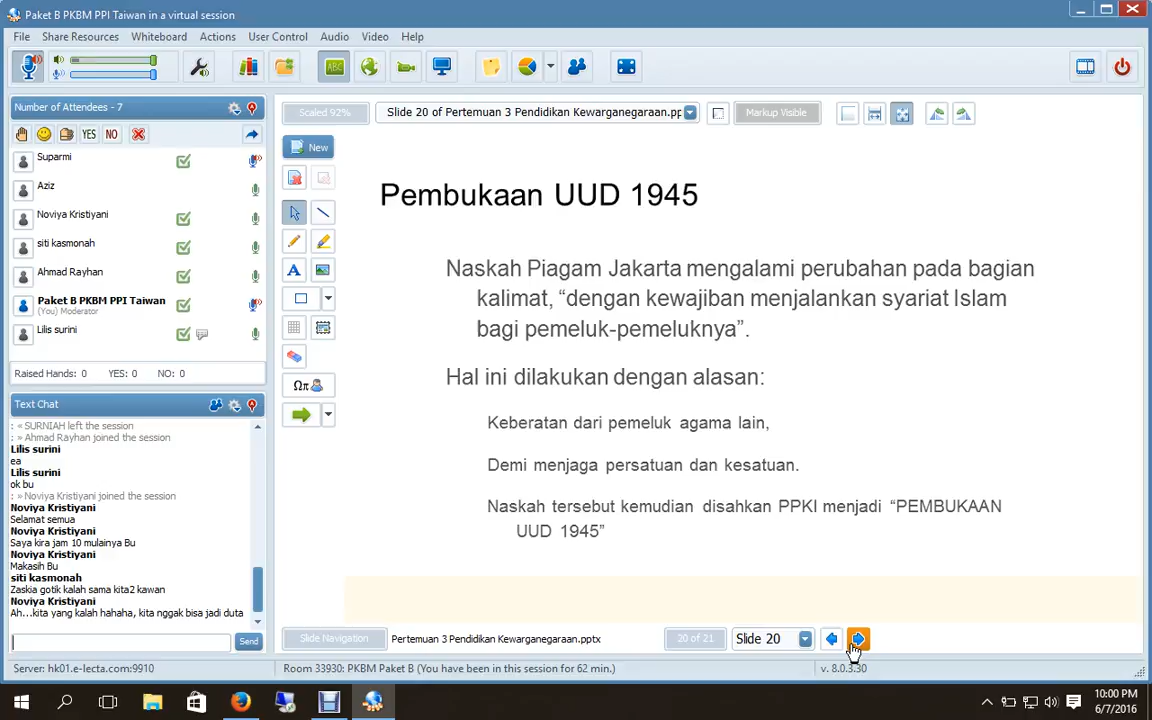 Paket B PKBM PPI Taiwan in a virtual session
File Share Resources Whiteboard Actions User Control Audio Video Help
Number of Attendees - 7
YES NO
Suparmi
Aziz
Noviya Kristiyani
siti kasmonah
Ahmad Rayhan
Paket B PKBM PPI Taiwan
(You) Moderator
Lilis surini
Raised Hands: 0 YES: 0 NO: 0
Text Chat
: « SURNIAH left the session
: » Ahmad Rayhan joined the session
Lilis surini
ea
Lilis surini
ok bu
: » Noviya Kristiyani joined the session
Noviya Kristiyani
Selamat semua
Noviya Kristiyani
Saya kira jam 10 mulainya Bu
Noviya Kristiyani
Makasih Bu
siti kasmonah
Zaskia gotik kalah sama kita2 kawan
Noviya Kristiyani
Ah...kita yang kalah hahaha, kita nggak bisa jadi duta
Send
ABC
Scaled 92%
Slide 20 of Pertemuan 3 Pendidikan Kewarganegaraan.pp
Markup Visible
New
A
Ωπ
Pembukaan UUD 1945
Naskah Piagam Jakarta mengalami perubahan pada bagian
kalimat, “dengan kewajiban menjalankan syariat Islam
bagi pemeluk-pemeluknya”.
Hal ini dilakukan dengan alasan:
Keberatan dari pemeluk agama lain,
Demi menjaga persatuan dan kesatuan.
Naskah tersebut kemudian disahkan PPKI menjadi “PEMBUKAAN
UUD 1945”
Slide Navigation
Pertemuan 3 Pendidikan Kewarganegaraan.pptx
20 of 21
Slide 20
Server: hk01.e-lecta.com:9910
Room 33930: PKBM Paket B (You have been in this session for 62 min.)
v. 8.0.3.30
10:00 PM
6/7/2016